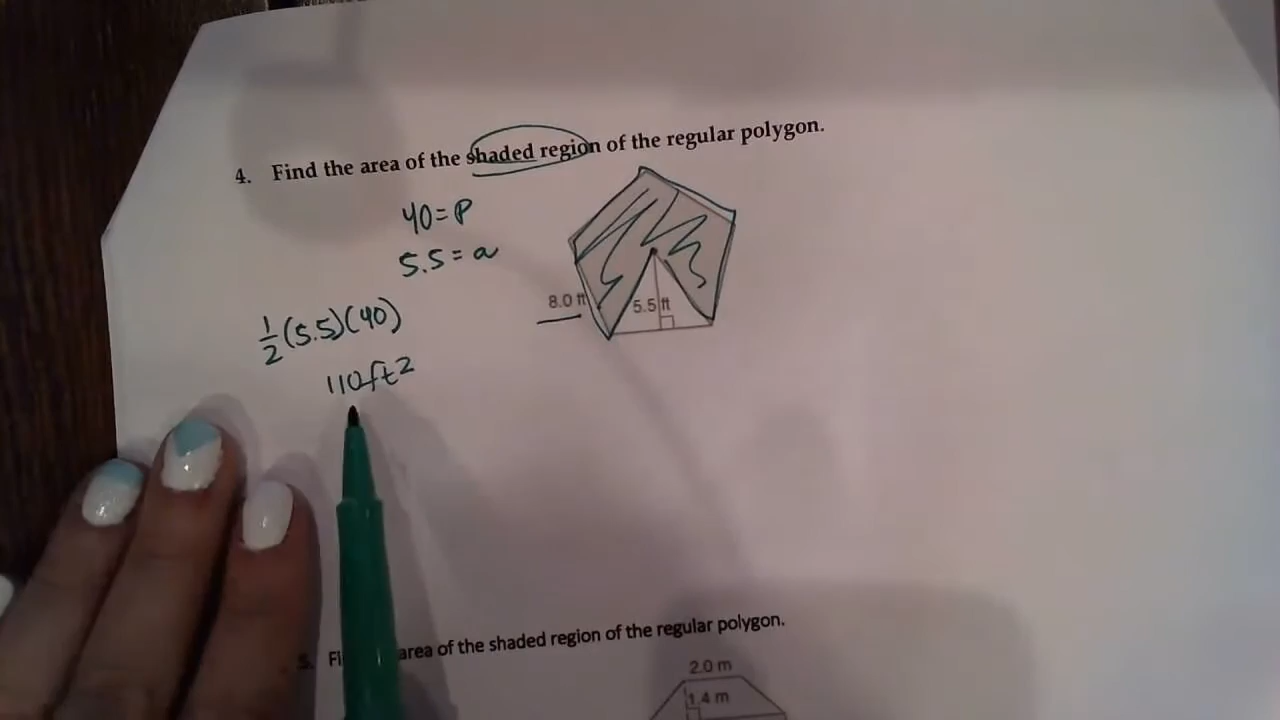 4. Find the area of the shaded region of the regular polygon.
40=P
5.5=a
8.0 ft
5.5 ft
1/2(5.5)(40)
110ft²
area of the shaded region of the regular polygon.
2.0 m
1.4 m